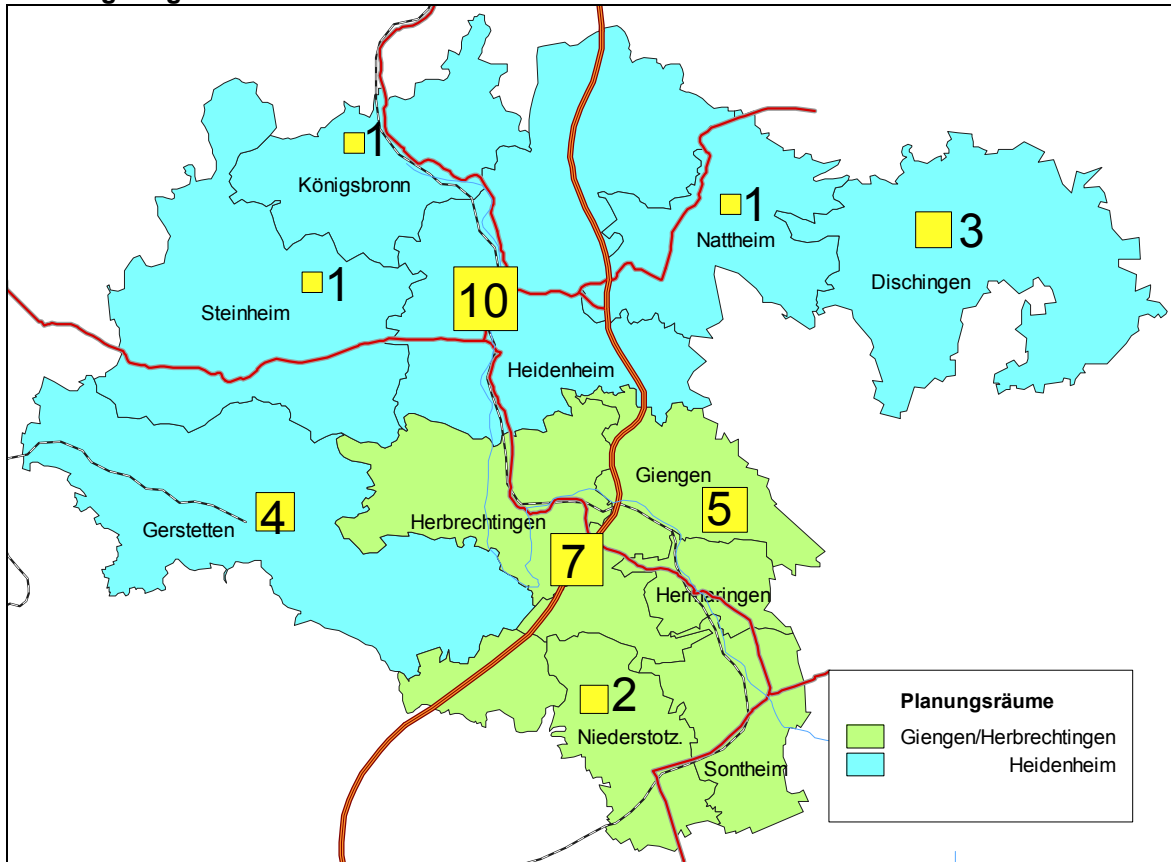 1
Königsbronn
1
Nattheim
3
Dischingen
1
Steinheim
10
Heidenheim
Giengen
5
4
Gerstetten
Herbrechtingen
7
Hermaringen
2
Niederstotz.
Sontheim
Planungsräume
Giengen/Herbrechtingen
Heidenheim